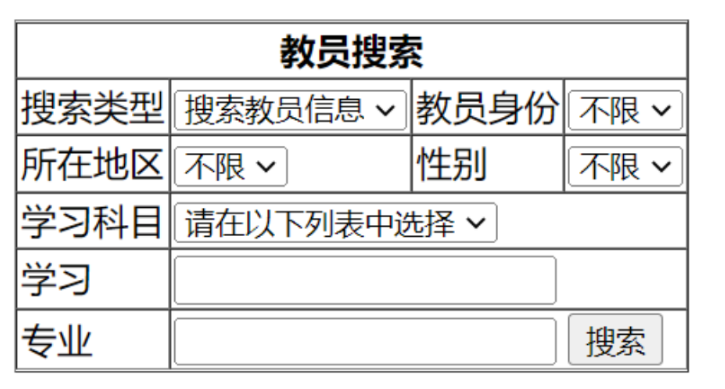 教员搜索
搜索类型 搜索教员信息 教员身份 不限
所在地区 不限 性别 不限
学习科目 请在以下列表中选择
学习
专业 搜索